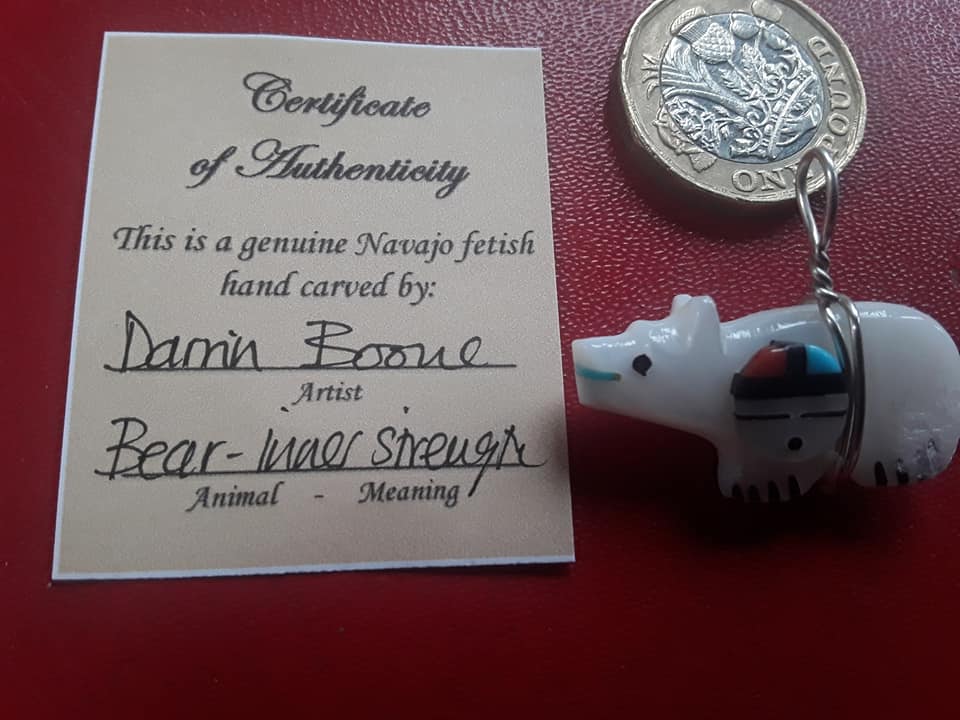 Certificate
of Authenticity
This is a genuine Navajo fetish
hand carved by:
Darrin Boone
Artist
Bear-inner strength
Animal - Meaning
ONE POUND